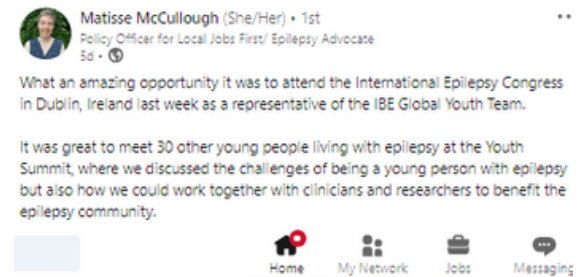 Matisse McCullough (She/Her) • 1st
Policy Officer for Local Jobs First/ Epilepsy Advocate
5d •
What an amazing opportunity it was to attend the International Epilepsy Congress
in Dublin, Ireland last week as a representative of the IBE Global Youth Team.
It was great to meet 30 other young people living with epilepsy at the Youth
Summit, where we discussed the challenges of being a young person with epilepsy
but also how we could work together with clinicians and researchers to benefit the
epilepsy community.
Home My Network Jobs Messaging